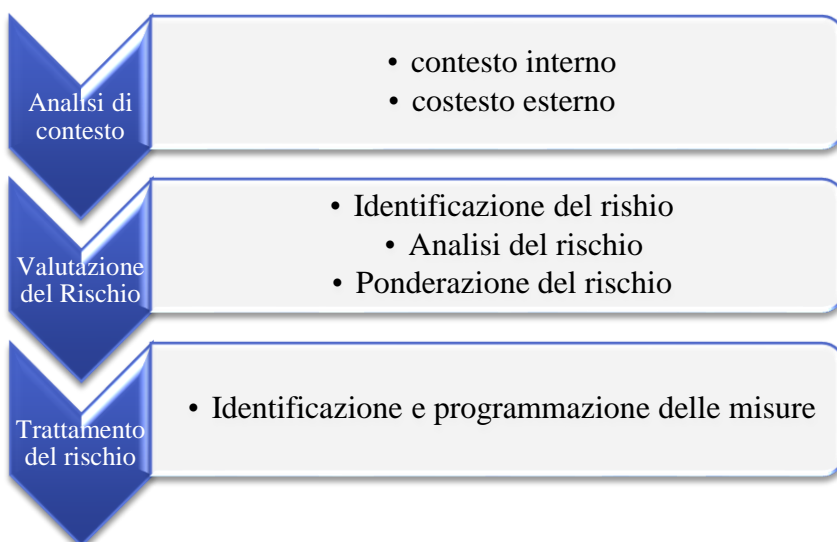 Analisi di
contesto
• contesto interno
• costesto esterno
Valutazione
del Rischio
• Identificazione del rishio
• Analisi del rischio
• Ponderazione del rischio
Trattamento
del rischio
• Identificazione e programmazione delle misure